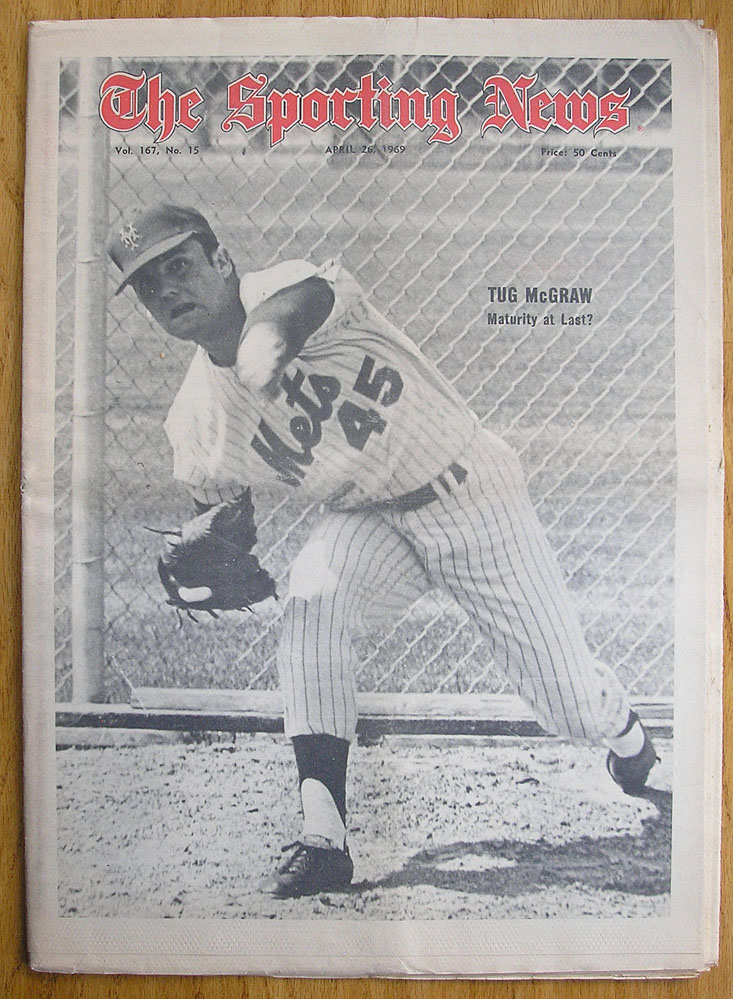 The Sporting News
Vol. 167, No. 15 APRIL 26, 1969 Price: 50 Cents
TUG McGRAW
Maturity at Last?
Mets
45